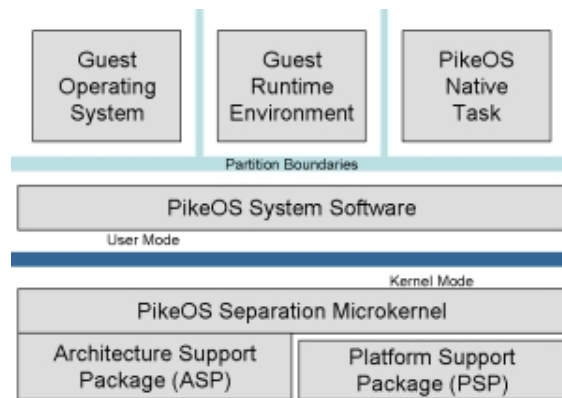 Guest
Operating
System
Guest
Runtime
Environment
PikeOS
Native
Task
Partition Boundaries
PikeOS System Software
User Mode
Kernel Mode
PikeOS Separation Microkernel
Architecture Support
Package (ASP)
Platform Support
Package (PSP)